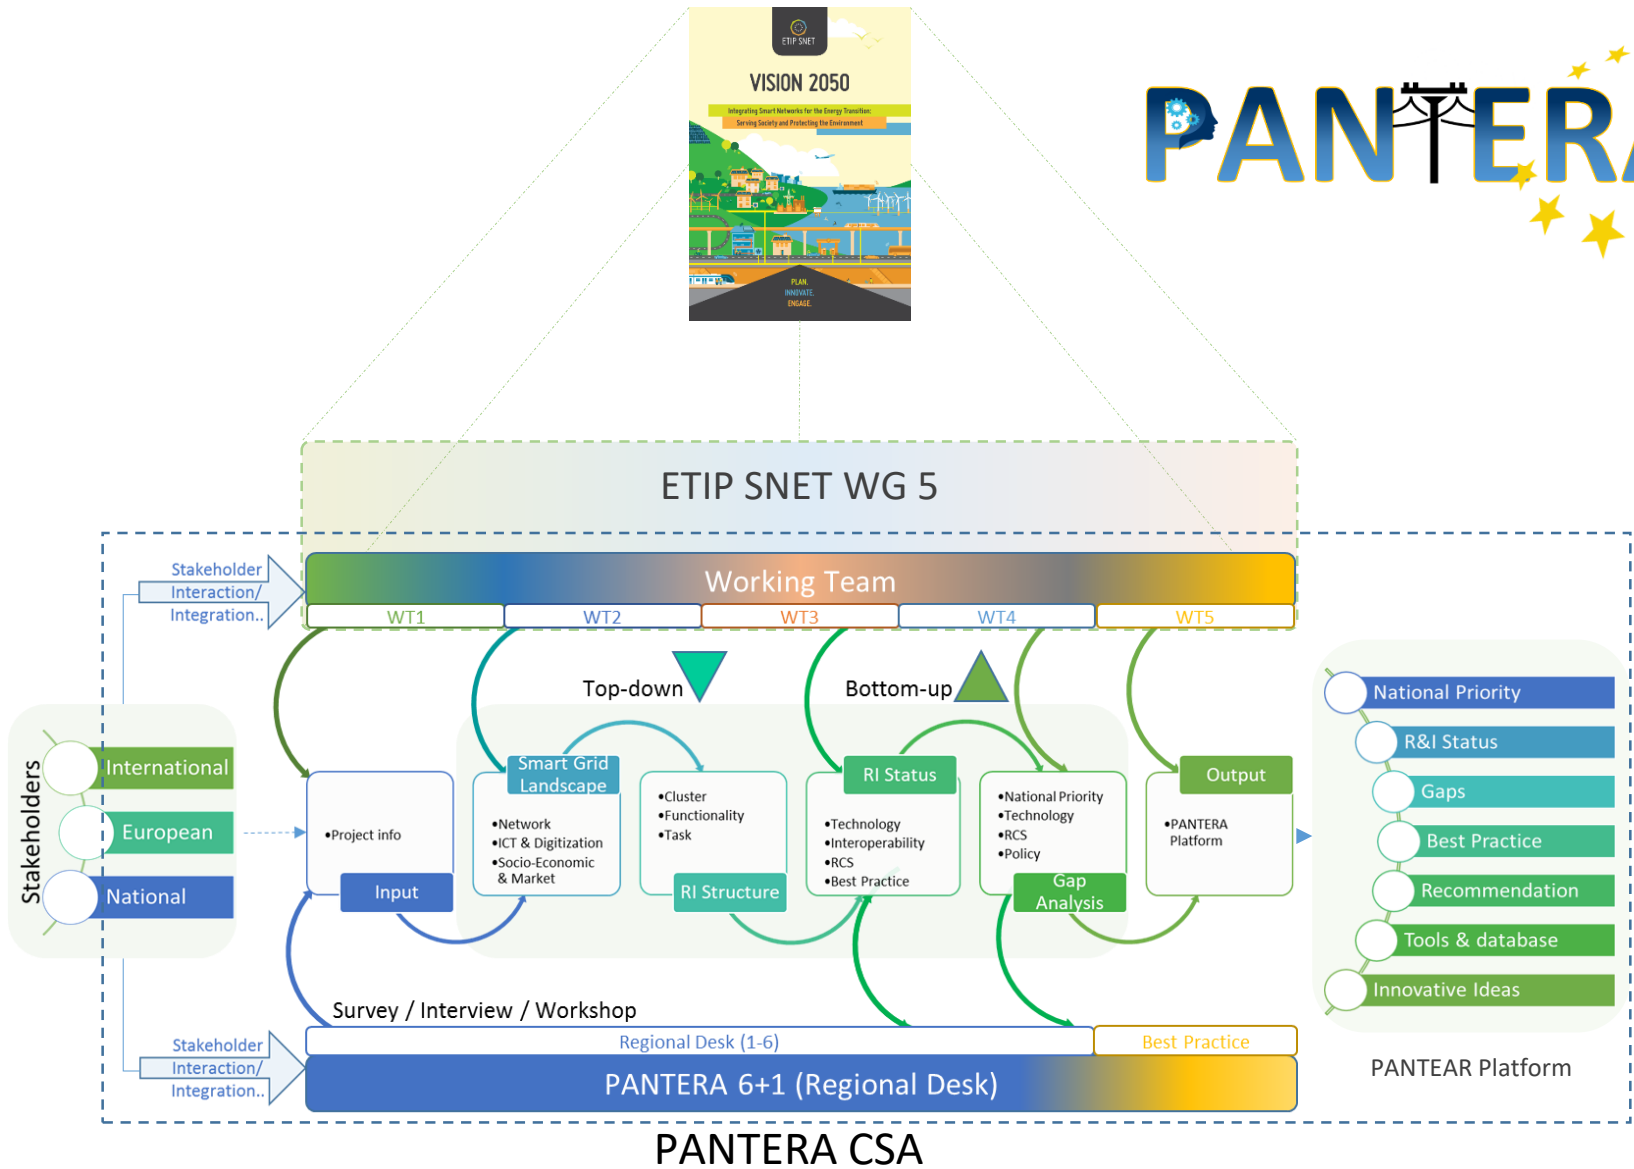 ETIP SNET
VISION 2050
Integrating Smart Networks for the Energy Transition:
Serving Society and Protecting the Environment
PLAN.
INNOVATE.
ENGAGE.
PANTERA
ETIP SNET WG 5
Stakeholder
Interaction/
Integration..
Working Team
WT1
WT2
WT3
WT4
WT5
Top-down
Bottom-up
Stakeholders
International
European
National
•Project info
Input
Smart Grid
Landscape
•Network
•ICT & Digitization
•Socio-Economic
& Market
•Cluster
•Functionality
•Task
RI Structure
RI Status
•Technology
•Interoperability
•RCS
•Best Practice
•National Priority
•Technology
•RCS
•Policy
Gap
Analysis
Output
•PANTERA
Platform
National Priority
R&I Status
Gaps
Best Practice
Recommendation
Tools & database
Innovative Ideas
PANTEAR Platform
Survey / Interview / Workshop
Stakeholder
Interaction/
Integration..
Regional Desk (1-6)
Best Practice
PANTERA 6+1 (Regional Desk)
PANTERA CSA